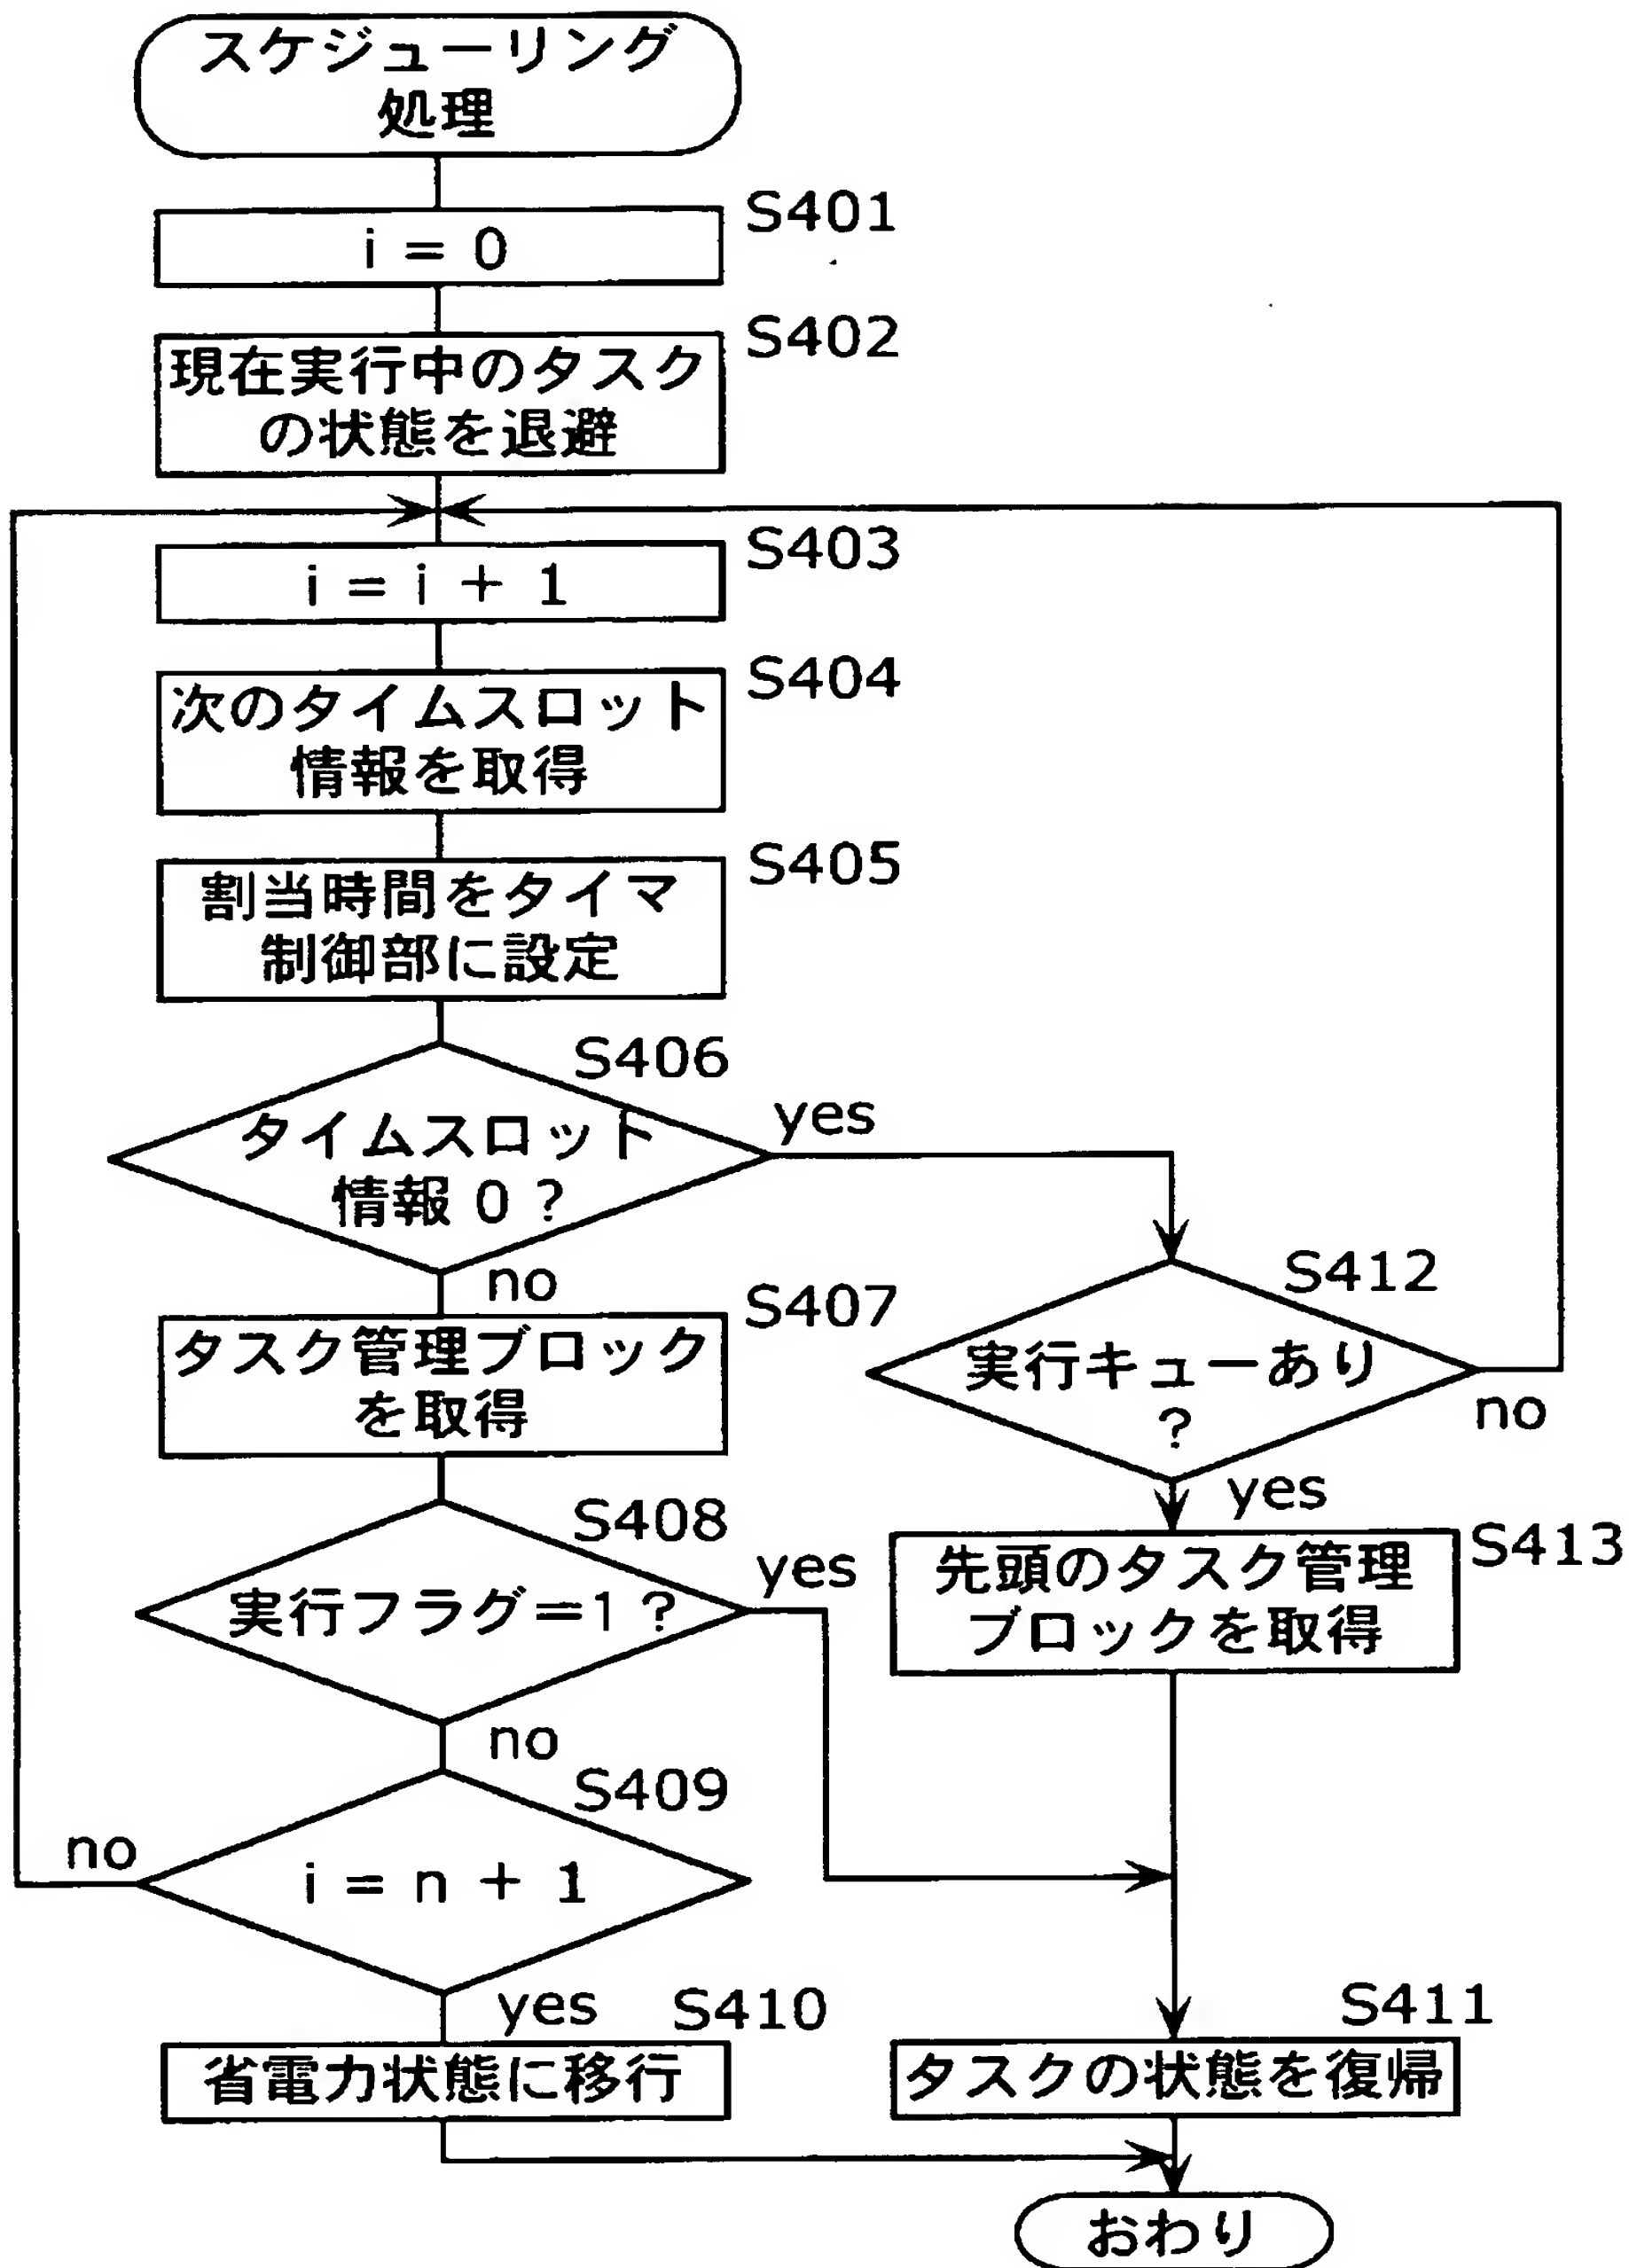 スケジューリング
処理
S401
i = 0
S402
現在実行中のタスク
の状態を退避
S403
i = i + 1
S404
次のタイムスロット
情報を取得
S405
割当時間をタイマ
制御部に設定
S406
タイムスロット
情報 0 ?
yes
no
S407
タスク管理ブロック
を取得
S412
実行キューあり
?
no
yes
S408
実行フラグ=1 ?
yes
no
S413
先頭のタスク管理
ブロックを取得
S409
i = n + 1
no
yes
S410
省電力状態に移行
S411
タスクの状態を復帰
おわり